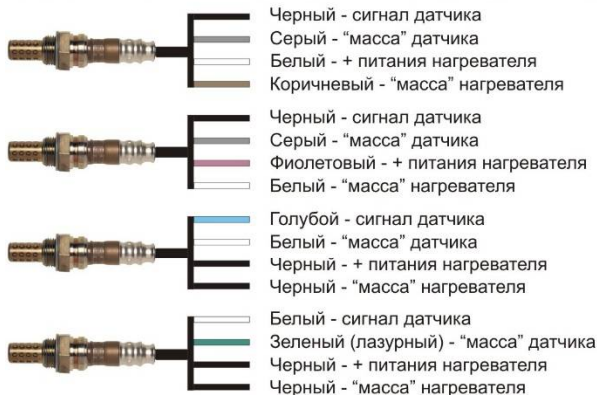 Черный - сигнал датчика
Серый - “масса” датчика
Белый - + питания нагревателя
Коричневый - “масса” нагревателя
Черный - сигнал датчика
Серый - “масса” датчика
Фиолетовый - + питания нагревателя
Белый - “масса” нагревателя
Голубой - сигнал датчика
Белый - “масса” датчика
Черный - + питания нагревателя
Черный - “масса” нагревателя
Белый - сигнал датчика
Зеленый (лазурный) - “масса” датчика
Черный - + питания нагревателя
Черный - “масса” нагревателя